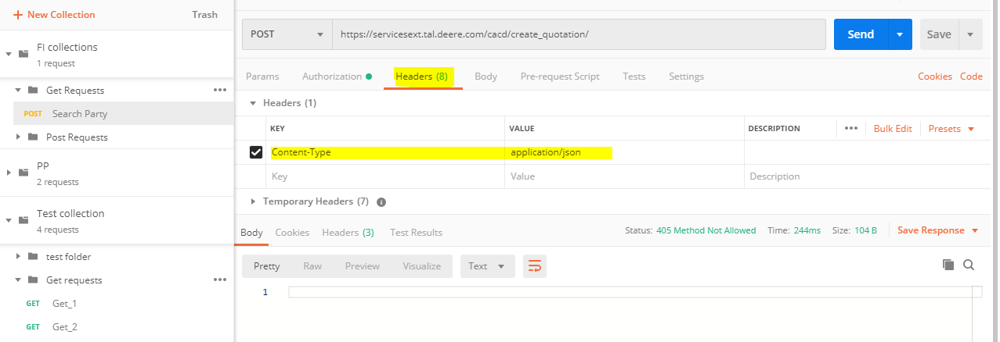 + New Collection Trash
FI collections
1 request
Get Requests
POST Search Party
Post Requests
PP
2 requests
Test collection
4 requests
test folder
Get requests
GET Get_1
GET Get_2
POST https://servicesext.tal.deere.com/cacd/create_quotation/ Send Save
Params Authorization Headers (8) Body Pre-request Script Tests Settings Cookies Code
Headers (1)
KEY VALUE DESCRIPTION ••• Bulk Edit Presets
Content-Type application/json
Key Value Description
Temporary Headers (7) i
Body Cookies Headers (3) Test Results Status: 405 Method Not Allowed Time: 244ms Size: 104 B Save Response
Pretty Raw Preview Visualize Text
1